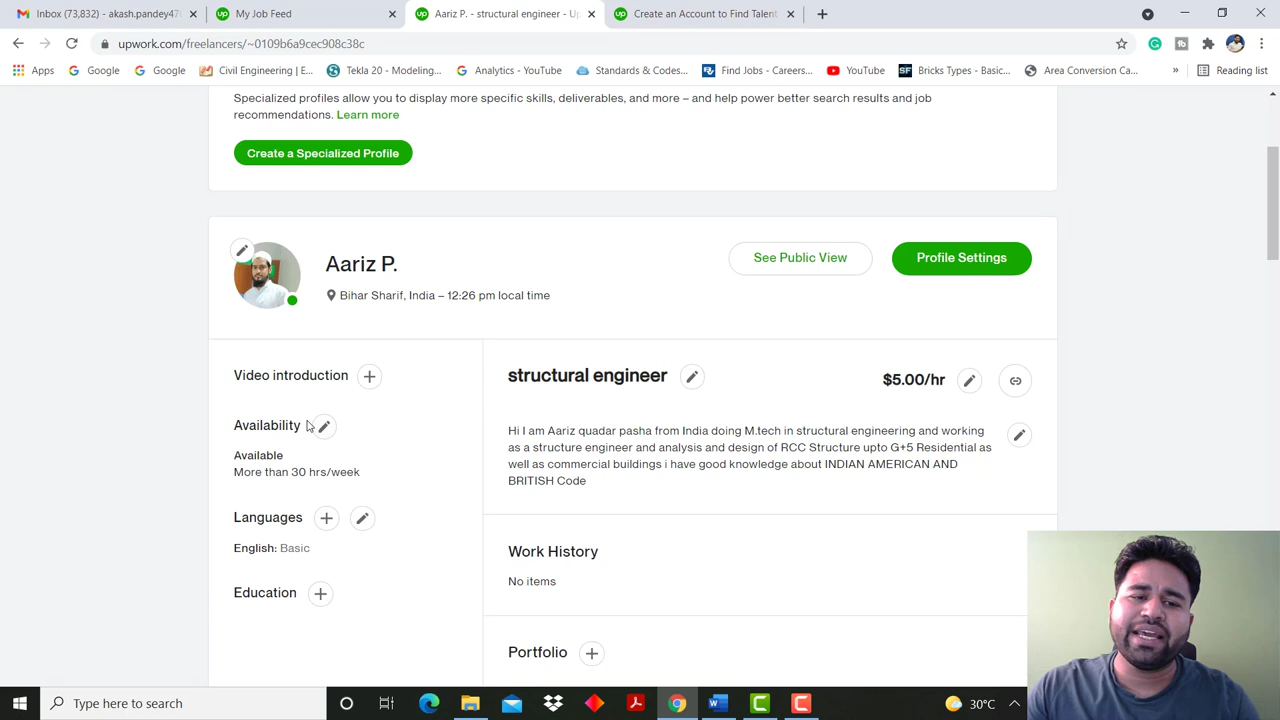 Inbox (73,832) - akash.pandey47
My Job Feed
Aariz P. - structural engineer - Up
Create an Account to Find Talent
upwork.com/freelancers/~0109b6a9cec908c38c
Apps
Google
Google
Civil Engineering | E...
Tekla 20 - Modeling...
Analytics - YouTube
Standards & Codes...
Find Jobs - Careers...
YouTube
Bricks Types - Basic...
Area Conversion Ca...
»
Reading list
Specialized profiles allow you to display more specific skills, deliverables, and more – and help power better search results and job
recommendations. Learn more
Create a Specialized Profile
Aariz P.
Bihar Sharif, India – 12:26 pm local time
See Public View
Profile Settings
Video introduction
Availability
Available
More than 30 hrs/week
Languages
English: Basic
Education
structural engineer
$5.00/hr
Hi I am Aariz quadar pasha from India doing M.tech in structural engineering and working
as a structure engineer and analysis and design of RCC Structure upto G+5 Residential as
well as commercial buildings i have good knowledge about INDIAN AMERICAN AND
BRITISH Code
Work History
No items
Portfolio
Type here to search
30°C